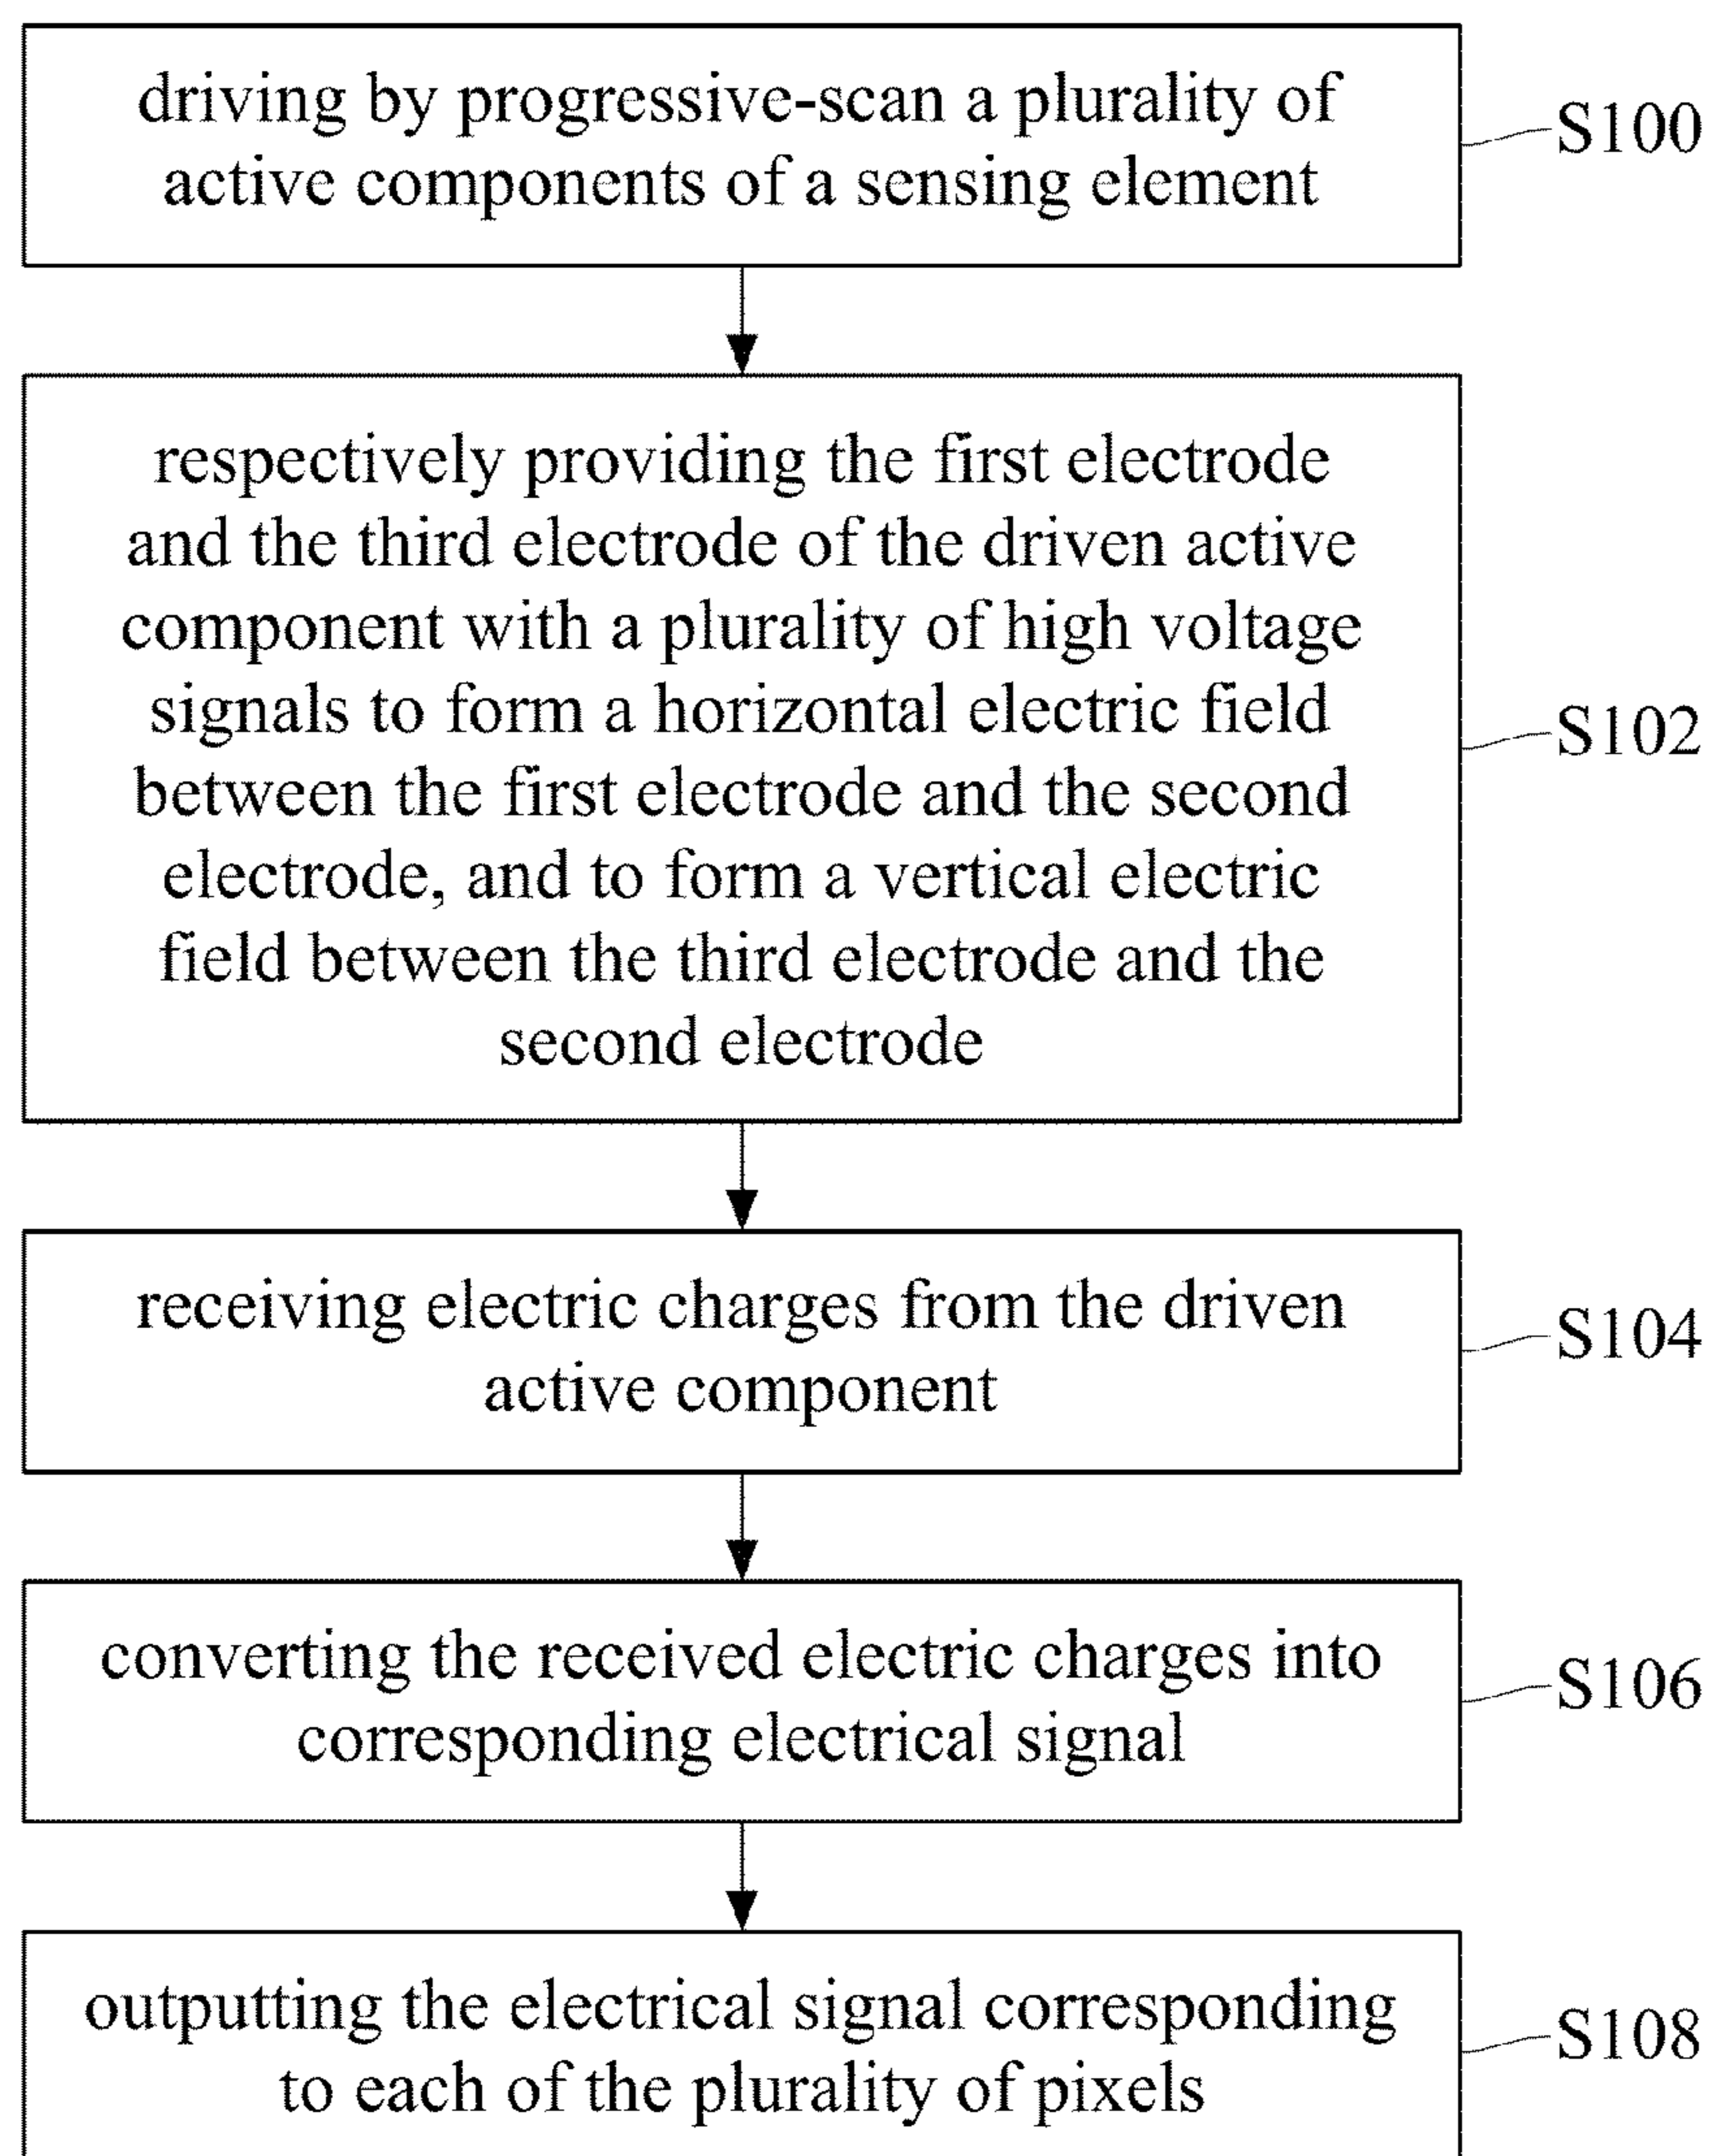 driving by progressive-scan a plurality of
active components of a sensing element
S100
respectively providing the first electrode
and the third electrode of the driven active
component with a plurality of high voltage
signals to form a horizontal electric field
between the first electrode and the second
electrode, and to form a vertical electric
field between the third electrode and the
second electrode
S102
receiving electric charges from the driven
active component
S104
converting the received electric charges into
corresponding electrical signal
S106
outputting the electrical signal corresponding
to each of the plurality of pixels
S108